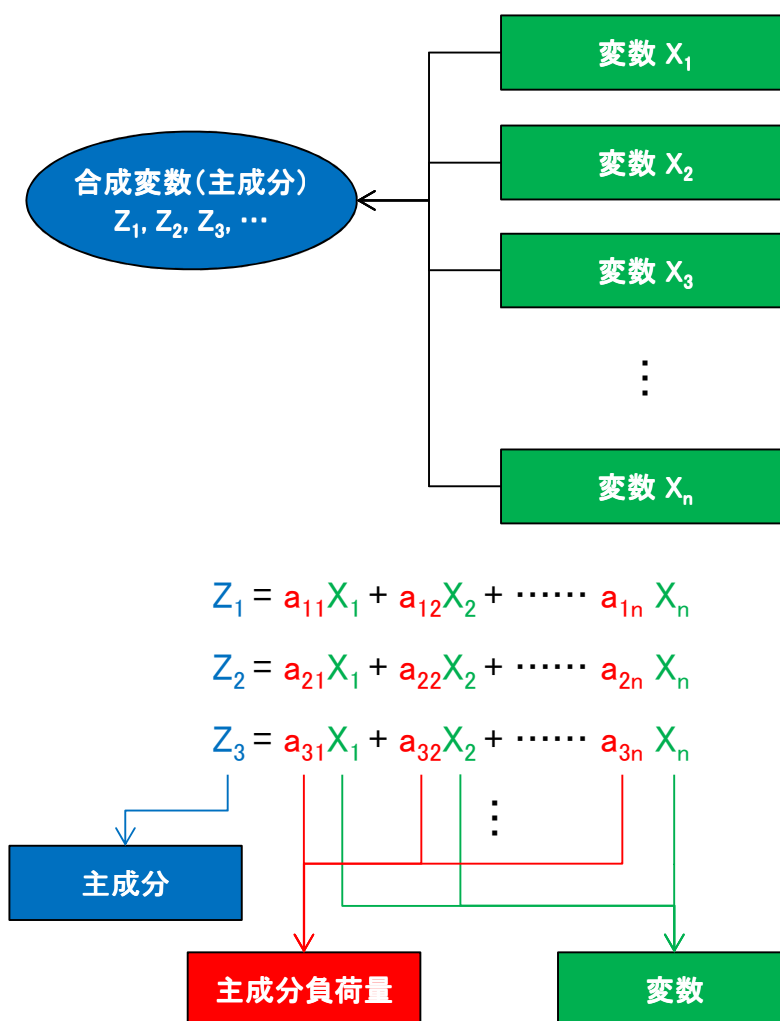 変数 X₁
合成変数（主成分）
Z₁, Z₂, Z₃, …
変数 X₂
変数 X₃
⋮
変数 Xₙ
Z₁ = a₁₁X₁ + a₁₂X₂ + …… a₁ₙ Xₙ
Z₂ = a₂₁X₁ + a₂₂X₂ + …… a₂ₙ Xₙ
Z₃ = a₃₁X₁ + a₃₂X₂ + …… a₃ₙ Xₙ
⋮
主成分
主成分負荷量
変数